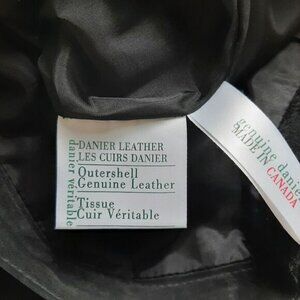 danier véritable
DANIER LEATHER
LES CUIRS DANIER
Outershell
Genuine Leather
Tissue
Cuir Véritable
genuine danier
MADE IN CANADA